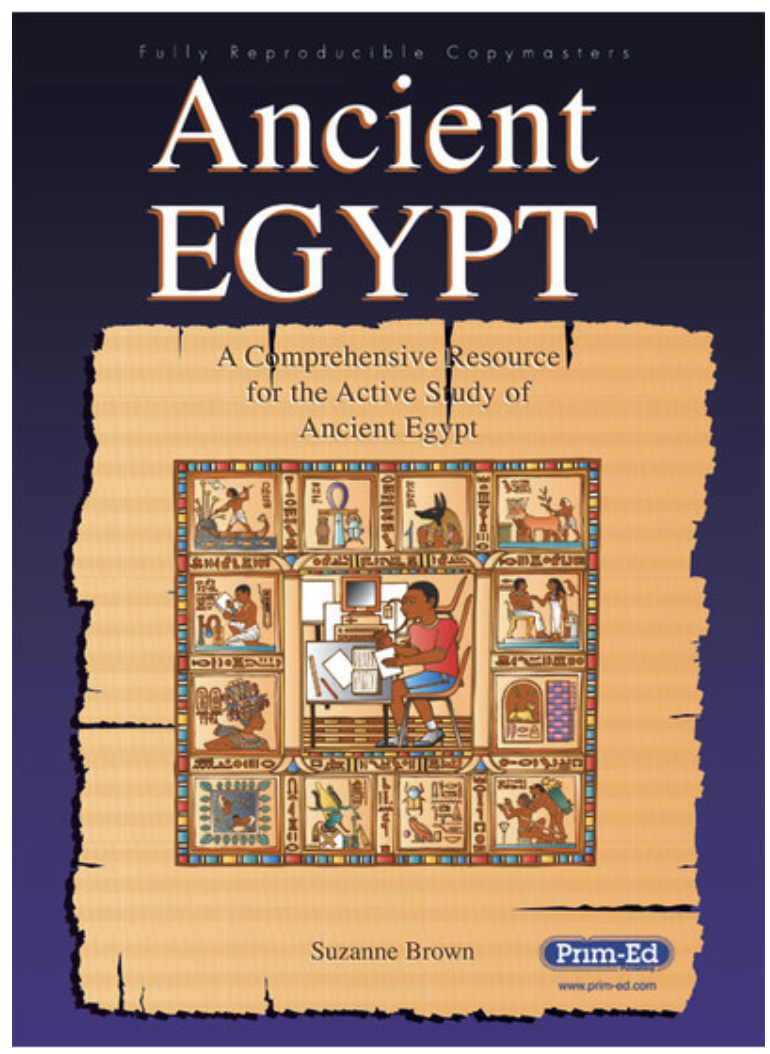 Fully Reproducible Copymasters
Ancient
EGYPT
A Comprehensive Resource
for the Active Study of
Ancient Egypt
Suzanne Brown
Prim-Ed
Publishing
www.prim-ed.com